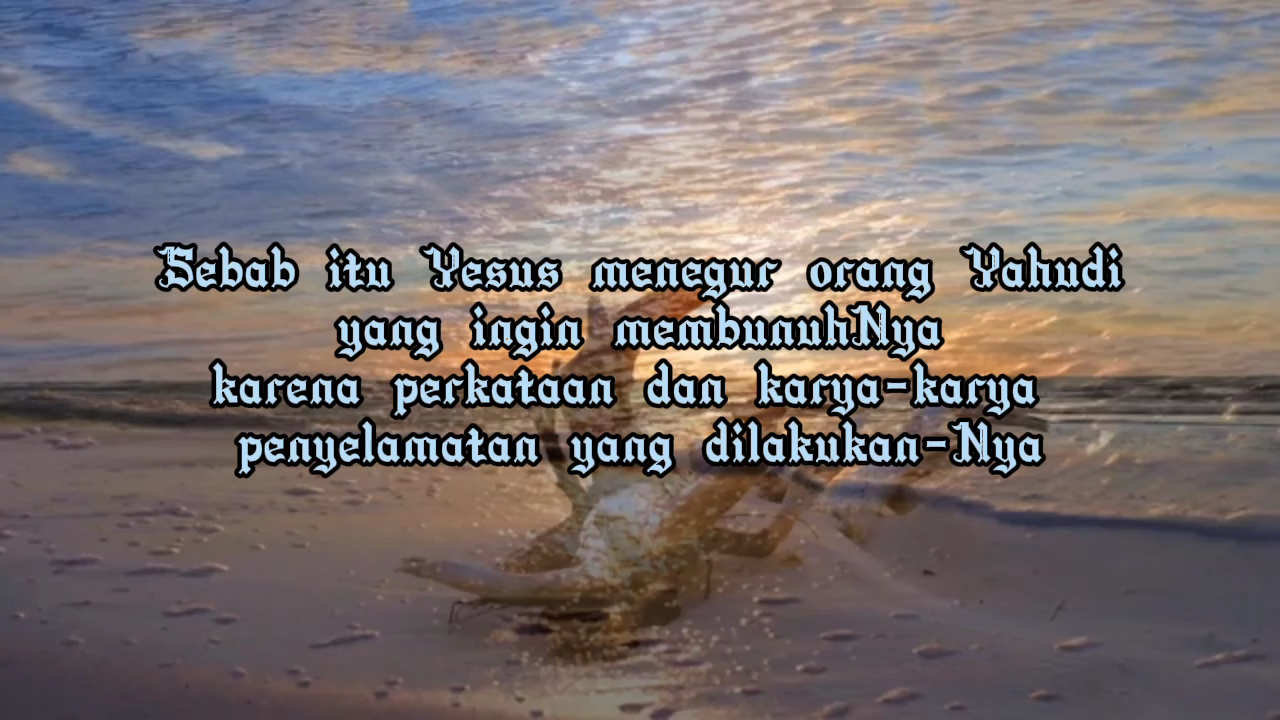 Sebab itu Yesus menegur orang Yahudi
yang ingin membunuhNya
karena perkataan dan karya-karya
penyelamatan yang dilakukan-Nya